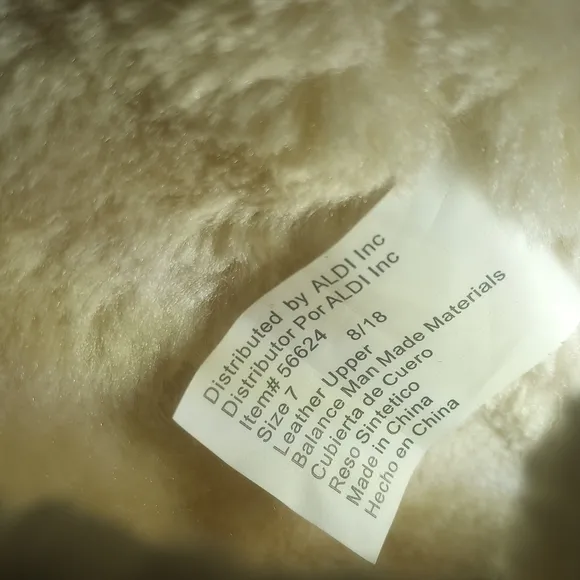 Distributed by ALDI Inc
Distributor Por ALDI Inc
Item# 56624 8/18
Size 7
Leather Upper
Balance Man Made Materials
Cubierta de Cuero
Reso Sintetico
Made in China
Hecho en China